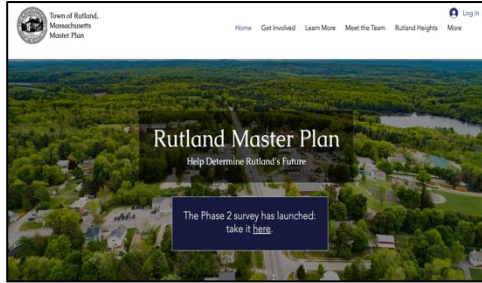 Town of Rutland,
Massachusetts
Master Plan
Log In
Home Get Involved Learn More Meet the Team Rutland Heights More
Rutland Master Plan
Help Determine Rutland's Future
The Phase 2 survey has launched:
take it here.